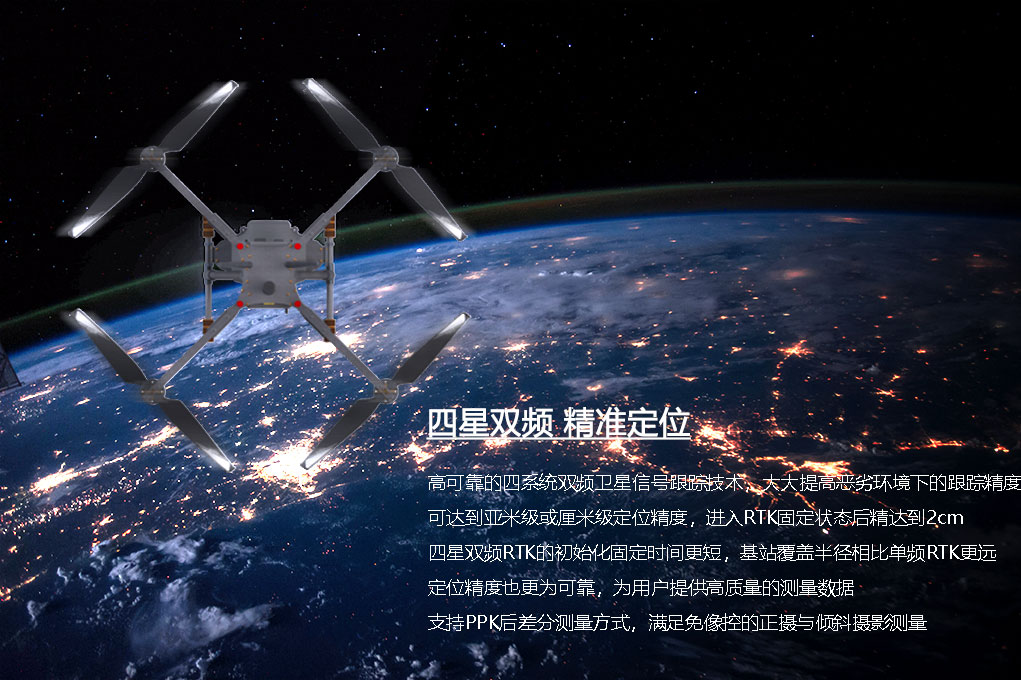 四星双频 精准定位
高可靠的四系统双频卫星信号跟踪技术，大大提高恶劣环境下的跟踪精度
可达到亚米级或厘米级定位精度，进入RTK固定状态后精达到2cm
四星双频RTK的初始化固定时间更短，基站覆盖半径相比单频RTK更远
定位精度也更为可靠，为用户提供高质量的测量数据
支持PPK后差分测量方式，满足免像控的正摄与倾斜摄影测量